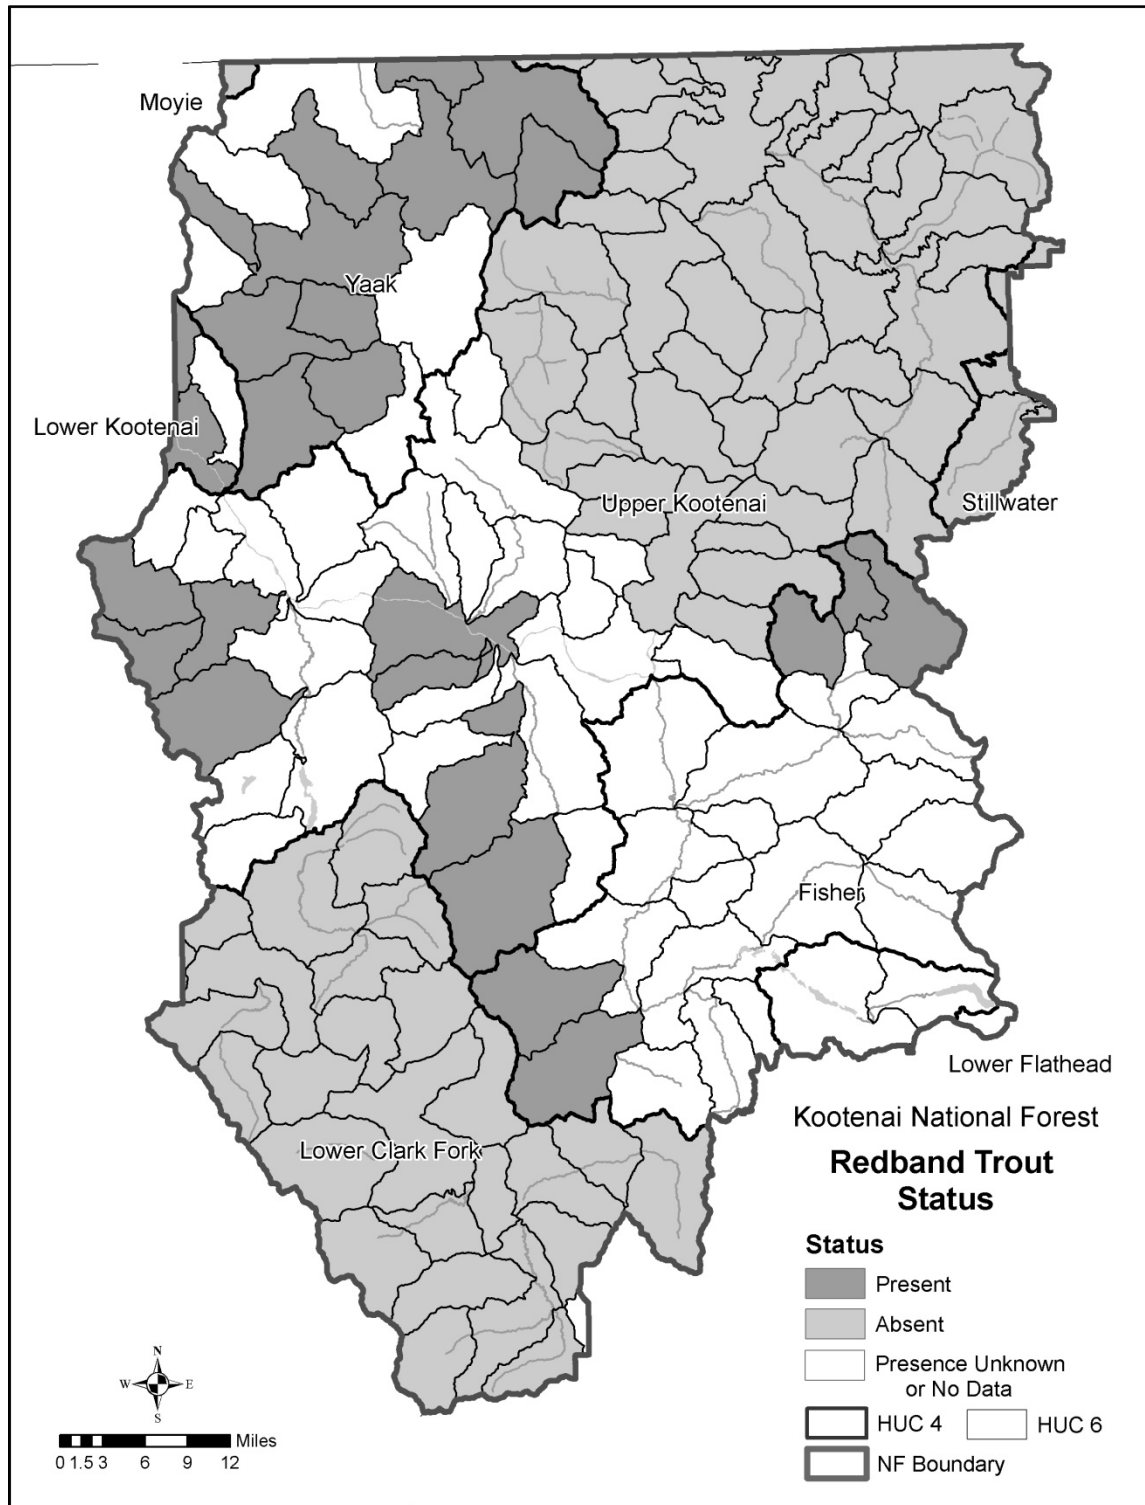 Moyie
Yaak
Lower Kootenai
Upper Kootenai
Stillwater
Fisher
Lower Flathead
Lower Clark Fork
Kootenai National Forest
Redband Trout
Status
Status
Present
Absent
Presence Unknown
or No Data
HUC 4
HUC 6
NF Boundary
N
W
E
S
Miles
0 1.5 3 6 9 12